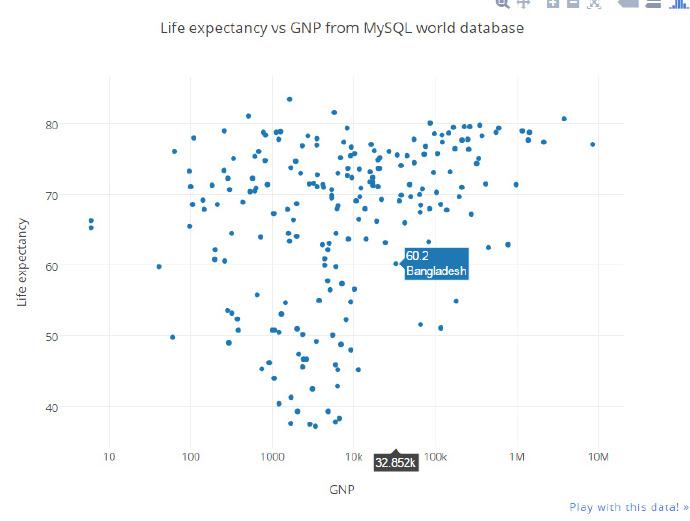 Life expectancy vs GNP from MySQL world database
Life expectancy
80
70
60
50
40
60.2
Bangladesh
10
100
1000
10k
32.852k
100k
1M
10M
GNP
Play with this data! »